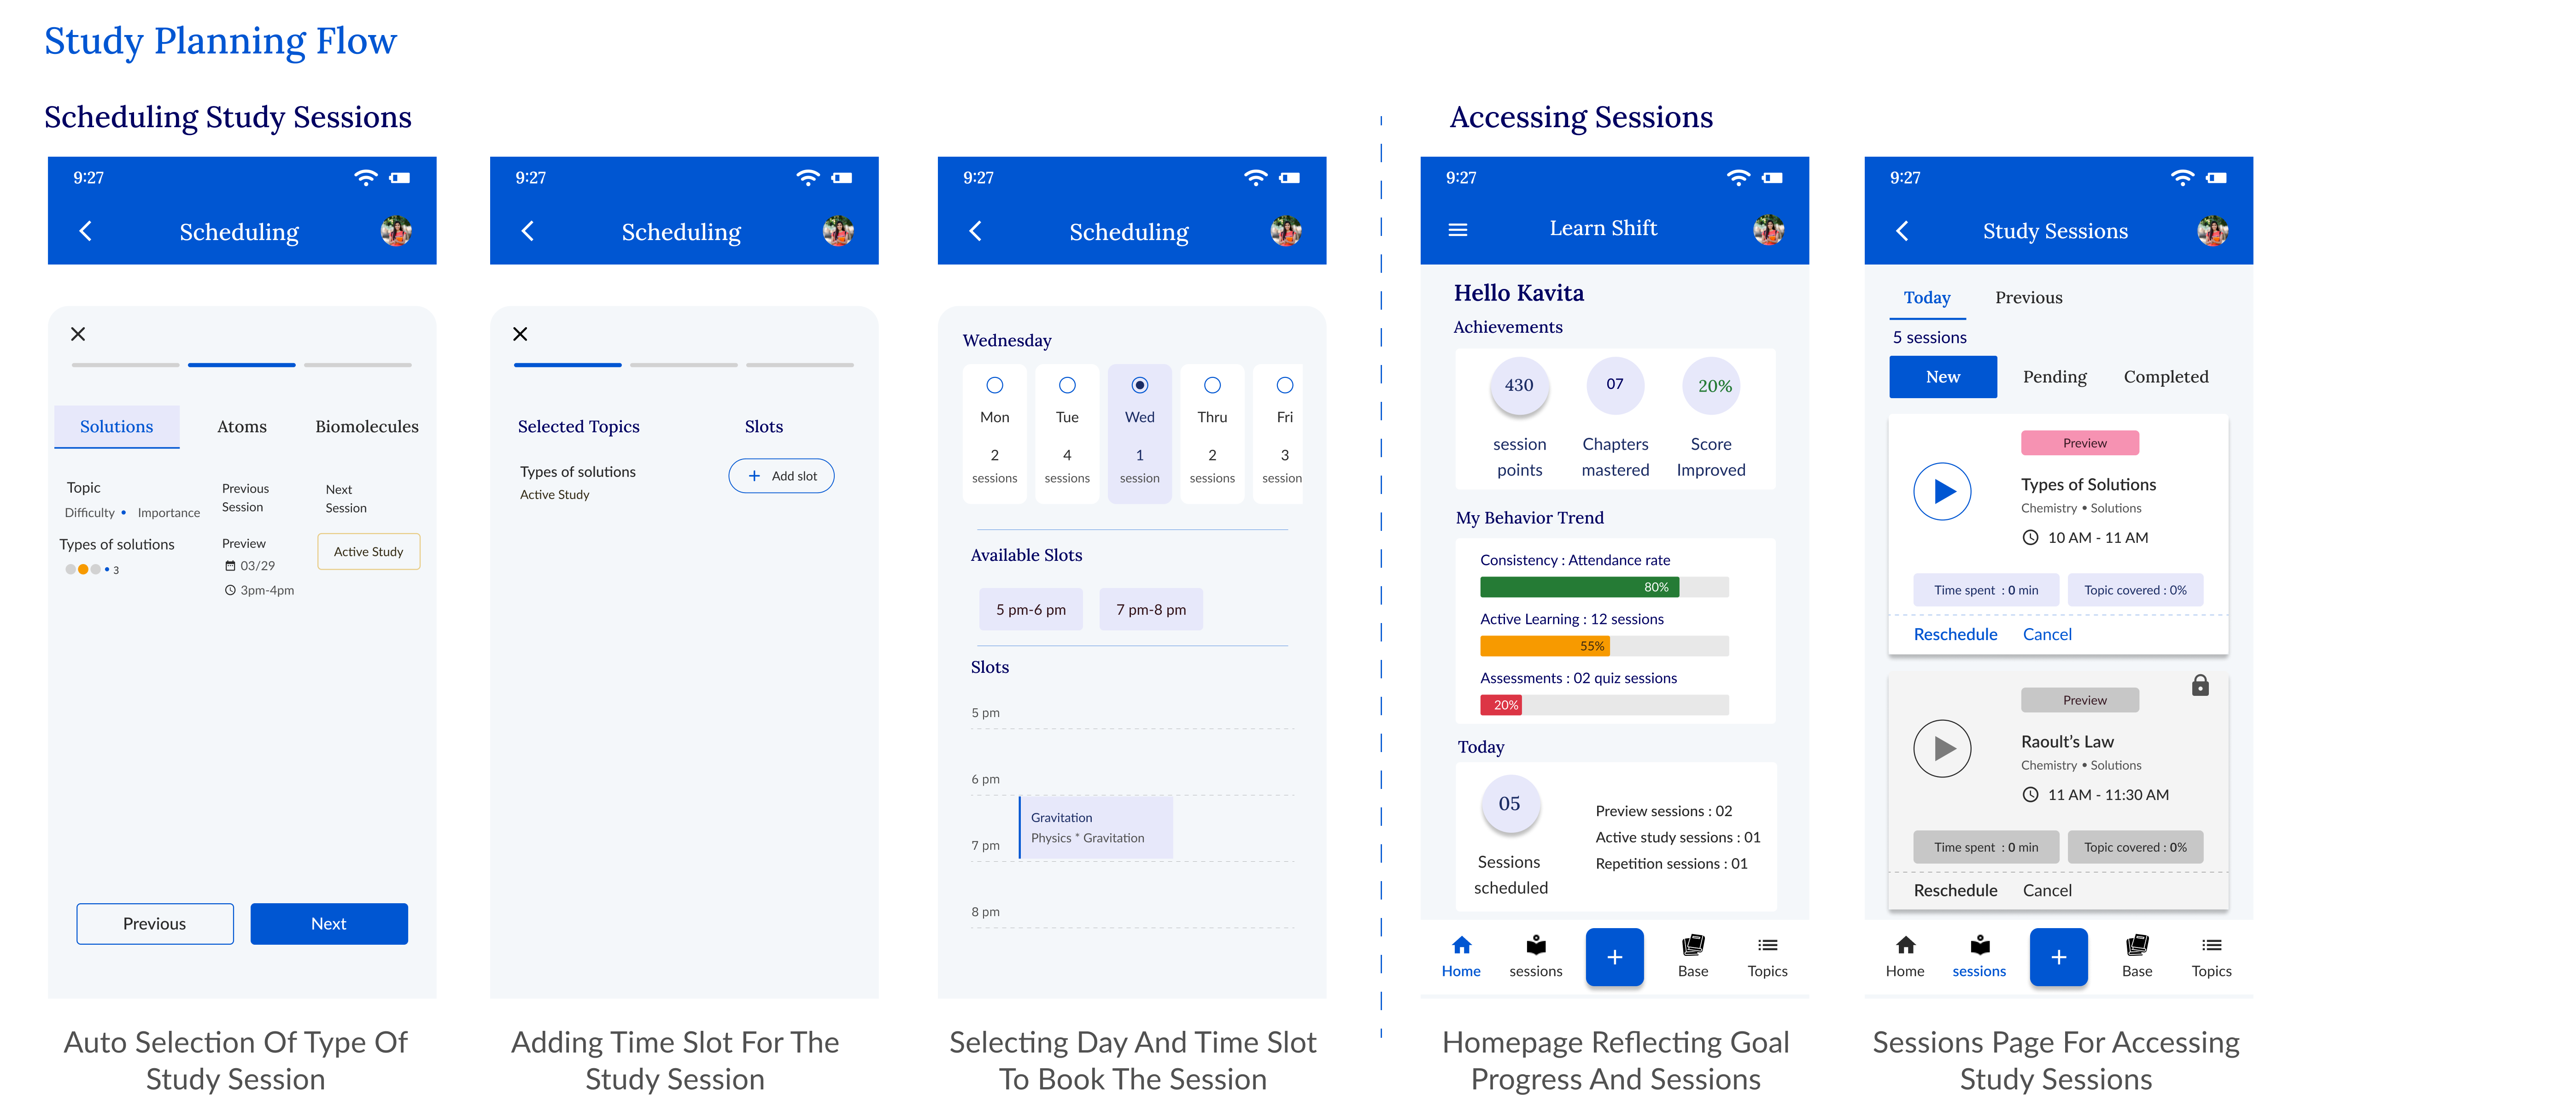 Study Planning Flow
Scheduling Study Sessions
9:27
Scheduling
Solutions
Atoms
Biomolecules
Topic
Difficulty • Importance
Previous
Session
Next
Session
Types of solutions
• 3
Preview
03/29
3pm-4pm
Active Study
Previous
Next
Auto Selection Of Type Of
Study Session
9:27
Scheduling
Selected Topics
Slots
Types of solutions
Active Study
+ Add slot
Adding Time Slot For The
Study Session
9:27
Scheduling
Wednesday
Mon
2
sessions
Tue
4
sessions
Wed
1
session
Thru
2
sessions
Fri
3
session
Available Slots
5 pm-6 pm
7 pm-8 pm
Slots
5 pm
6 pm
Gravitation
Physics * Gravitation
7 pm
8 pm
Selecting Day And Time Slot
To Book The Session
Accessing Sessions
9:27
Learn Shift
Hello Kavita
Achievements
430
session
points
07
Chapters
mastered
20%
Score
Improved
My Behavior Trend
Consistency : Attendance rate
80%
Active Learning : 12 sessions
55%
Assessments : 02 quiz sessions
20%
Today
05
Sessions
scheduled
Preview sessions : 02
Active study sessions : 01
Repetition sessions : 01
Home
sessions
+
Base
Topics
Homepage Reflecting Goal
Progress And Sessions
9:27
Study Sessions
Today
Previous
5 sessions
New
Pending
Completed
Preview
Types of Solutions
Chemistry • Solutions
10 AM - 11 AM
Time spent : 0 min
Topic covered : 0%
Reschedule
Cancel
Preview
Raoult's Law
Chemistry • Solutions
11 AM - 11:30 AM
Time spent : 0 min
Topic covered : 0%
Reschedule
Cancel
Home
sessions
+
Base
Topics
Sessions Page For Accessing
Study Sessions